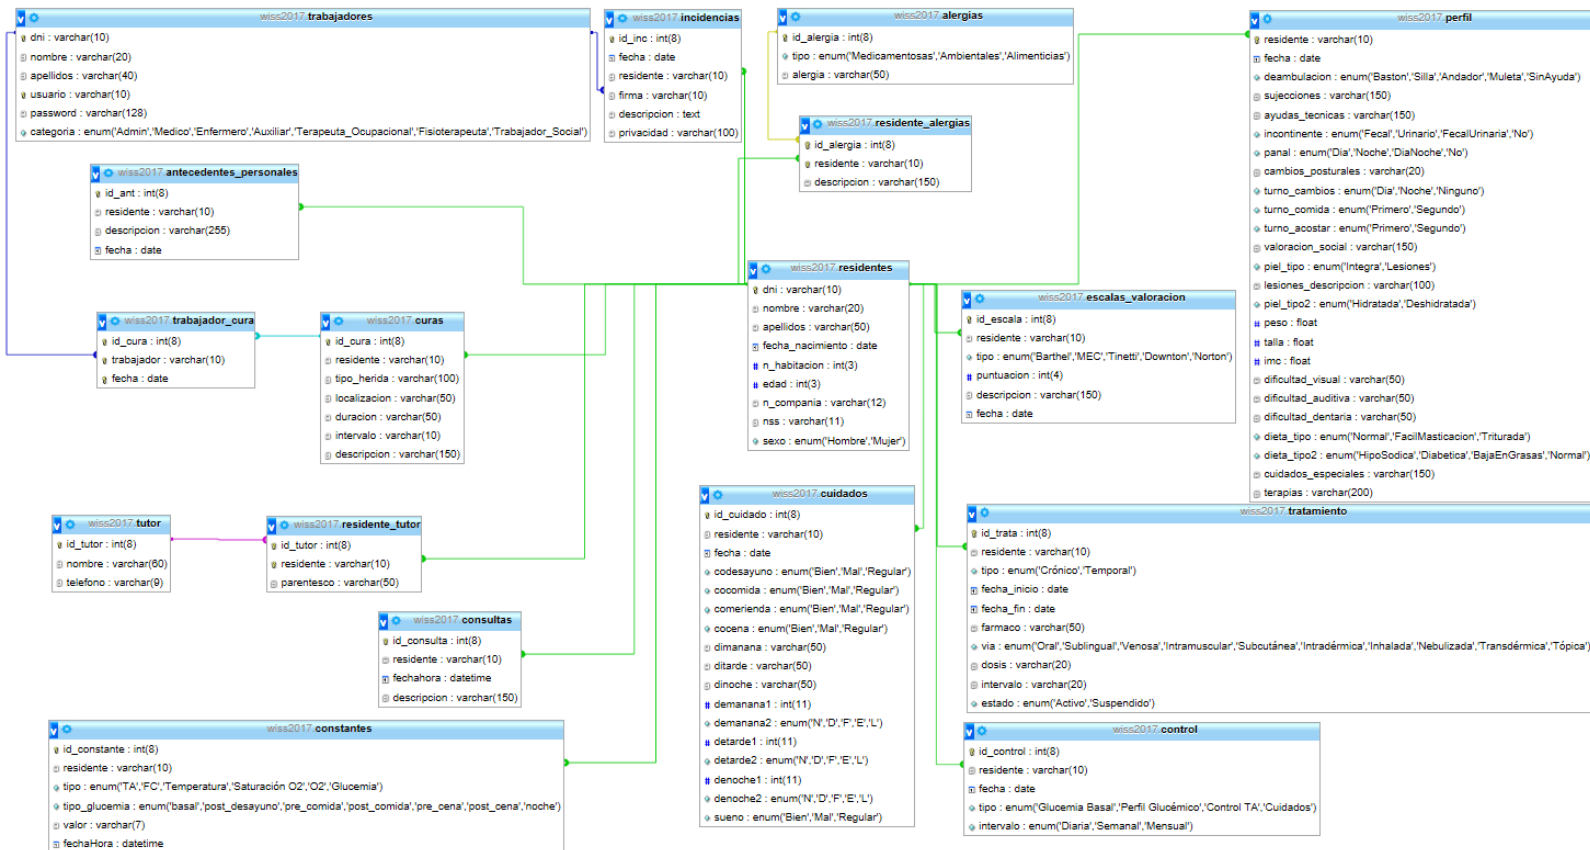 wiss2017.trabajadores
dni : varchar(10)
nombre : varchar(20)
apellidos : varchar(40)
usuario : varchar(10)
password : varchar(128)
categoria : enum('Admin','Medico','Enfermero','Auxiliar','Terapeuta_Ocupacional','Fisioterapeuta','Trabajador_Social')
wiss2017.incidencias
id_inc : int(8)
fecha : date
residente : varchar(10)
firma : varchar(10)
descripcion : text
privacidad : varchar(100)
wiss2017.alergias
id_alergia : int(8)
tipo : enum('Medicamentosas','Ambientales','Alimenticias')
alergia : varchar(50)
wiss2017.residente_alergias
id_alergia : int(8)
residente : varchar(10)
descripcion : varchar(150)
wiss2017.perfil
residente : varchar(10)
fecha : date
deambulacion : enum('Baston','Silla','Andador','Muleta','SinAyuda')
sujecciones : varchar(150)
ayudas_tecnicas : varchar(150)
incontinente : enum('Fecal','Urinario','FecalUrinaria','No')
panal : enum('Dia','Noche','DiaNoche','No')
cambios_posturales : varchar(20)
turno_cambios : enum('Dia','Noche','Ninguno')
turno_comida : enum('Primero','Segundo')
turno_acostar : enum('Primero','Segundo')
valoracion_social : varchar(150)
piel_tipo : enum('Integra','Lesiones')
lesiones_descripcion : varchar(100)
piel_tipo2 : enum('Hidratada','Deshidratada')
peso : float
talla : float
imc : float
dificultad_visual : varchar(50)
dificultad_auditiva : varchar(50)
dificultad_dentaria : varchar(50)
dieta_tipo : enum('Normal','FacilMasticacion','Triturada')
dieta_tipo2 : enum('HipoSodica','Diabetica','BajaEnGrasas','Normal')
cuidados_especiales : varchar(150)
terapias : varchar(200)
wiss2017.antecedentes_personales
id_ant : int(8)
residente : varchar(10)
descripcion : varchar(255)
fecha : date
wiss2017.residentes
dni : varchar(10)
nombre : varchar(20)
apellidos : varchar(50)
fecha_nacimiento : date
n_habitacion : int(3)
edad : int(3)
n_compania : varchar(12)
nss : varchar(11)
sexo : enum('Hombre','Mujer')
wiss2017.escalas_valoracion
id_escala : int(8)
residente : varchar(10)
tipo : enum('Barthel','MEC','Tinetti','Downton','Norton')
puntuacion : int(4)
descripcion : varchar(150)
fecha : date
wiss2017.trabajador_cura
id_cura : int(8)
trabajador : varchar(10)
fecha : date
wiss2017.curas
id_cura : int(8)
residente : varchar(10)
tipo_herida : varchar(100)
localizacion : varchar(50)
duracion : varchar(50)
intervalo : varchar(10)
descripcion : varchar(150)
wiss2017.cuidados
id_cuidado : int(8)
residente : varchar(10)
fecha : date
codesayuno : enum('Bien','Mal','Regular')
cocomida : enum('Bien','Mal','Regular')
comerienda : enum('Bien','Mal','Regular')
cocena : enum('Bien','Mal','Regular')
dimanana : varchar(50)
ditarde : varchar(50)
dinoche : varchar(50)
demanana1 : int(11)
demanana2 : enum('N','D','F','E','L')
detarde1 : int(11)
detarde2 : enum('N','D','F','E','L')
denoche1 : int(11)
denoche2 : enum('N','D','F','E','L')
sueno : enum('Bien','Mal','Regular')
wiss2017.tratamiento
id_trata : int(8)
residente : varchar(10)
tipo : enum('Crónico','Temporal')
fecha_inicio : date
fecha_fin : date
farmaco : varchar(50)
via : enum('Oral','Sublingual','Venosa','Intramuscular','Subcutánea','Intradérmica','Inhalada','Nebulizada','Transdérmica','Tópica')
dosis : varchar(20)
intervalo : varchar(20)
estado : enum('Activo','Suspendido')
wiss2017.tutor
id_tutor : int(8)
nombre : varchar(60)
telefono : varchar(9)
wiss2017.residente_tutor
id_tutor : int(8)
residente : varchar(10)
parentesco : varchar(50)
wiss2017.consultas
id_consulta : int(8)
residente : varchar(10)
fechahora : datetime
descripcion : varchar(150)
wiss2017.constantes
id_constante : int(8)
residente : varchar(10)
tipo : enum('TA','FC','Temperatura','Saturación O2','O2','Glucemia')
tipo_glucemia : enum('basal','post_desayuno','pre_comida','post_comida','pre_cena','post_cena','noche')
valor : varchar(7)
fechaHora : datetime
wiss2017.control
id_control : int(8)
residente : varchar(10)
fecha : date
tipo : enum('Glucemia Basal','Perfil Glucémico','Control TA','Cuidados')
intervalo : enum('Diaria','Semanal','Mensual')